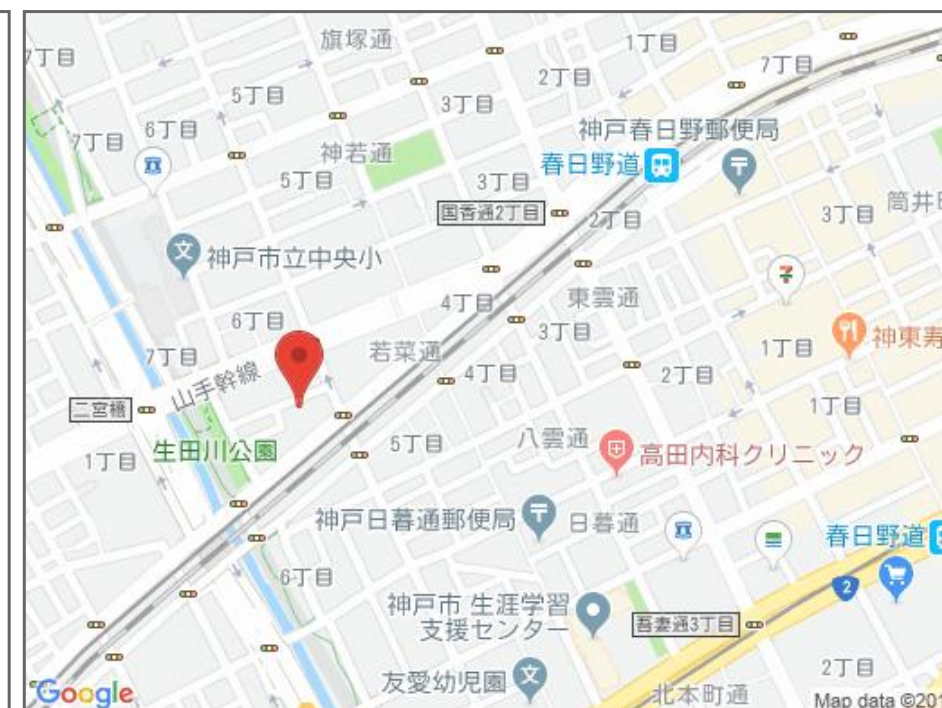 旗塚通
1丁目
7丁目
7丁目
5丁目
2丁目
3丁目
6丁目
7丁目
神若通
神戸春日野郵便局
春日野道
5丁目
3丁目
国香通2丁目
2丁目
3丁目
筒井
神戸市立中央小
4丁目
東雲通
6丁目
3丁目
7
若菜通
7丁目
1丁目
神東寿
山手幹線
4丁目
2丁目
二宮橋
1丁目
生田川公園
5丁目
八雲通
1丁目
高田内科クリニック
神戸日暮通郵便局
日暮通
春日野道
6丁目
2
神戸市 生涯学習
支援センター
吾妻通3丁目
友愛幼児園
2丁目
北本町通
Google
Map data ©201